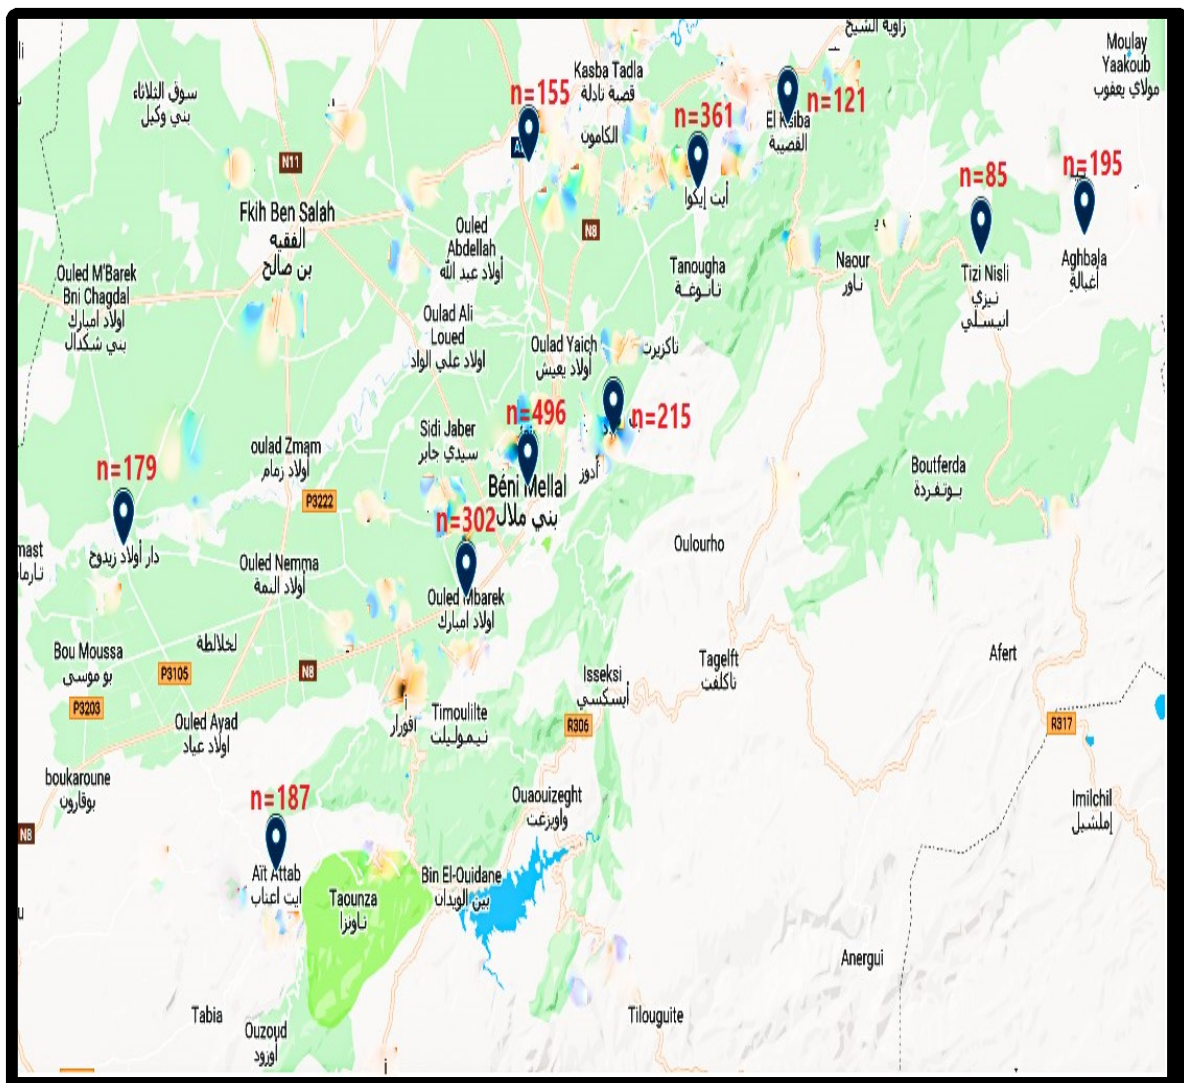 زاوية الشيخ
Moulay
Yaakoub
مولاي يعقوب
Kasba Tadla
قصبة تادلة
سوق الثلاثاء
بني وكيل
n=155
n=361
n=121
الكامون
El Ksiba
القصيبة
N11
n=85
n=195
أيت إيكوا
Fkih Ben Salah
الفقيه
بن صالح
Ouled
Abdellah
أولاد عبد الله
N8
Tanougha
تانوغة
Naour
ناور
Tizi Nisli
تيزي
انيسلي
Aghbala
اغبالة
Ouled M'Barek
Bni Chagdal
اولاد امبارك
بني شكدال
Oulad Ali
Loued
اولاد علي الواد
Oulad Yaich
أولاد يعيش
تاكزيرت
n=496
n=215
Sidi Jaber
سيدي جابر
oulad Zmam
أولاد زمام
n=179
أدوز
Béni Mellal
بني ملال
Boutferda
بوتفردة
P3222
n=302
دار أولاد زيدوح
Oulourho
Ouled Nemma
أولاد النمة
Ouled Mbarek
اولاد امبارك
Bou Moussa
بو موسى
لخلالطة
P3105
N8
Isseksi
أيسكسي
Tagelft
تاكلفت
Afert
P3203
Ouled Ayad
اولاد عياد
أفورار
Timoulilte
تيموليلت
R306
R317
boukaroune
بوقارون
n=187
Ouaouizeght
واويزغت
Imilchil
إملشيل
N8
Aït Attab
ايت اعتاب
Taounza
تاونزا
Bin El-Ouidane
بين الويدان
Anergui
Tabia
Ouzoud
أوزود
Tilouguite